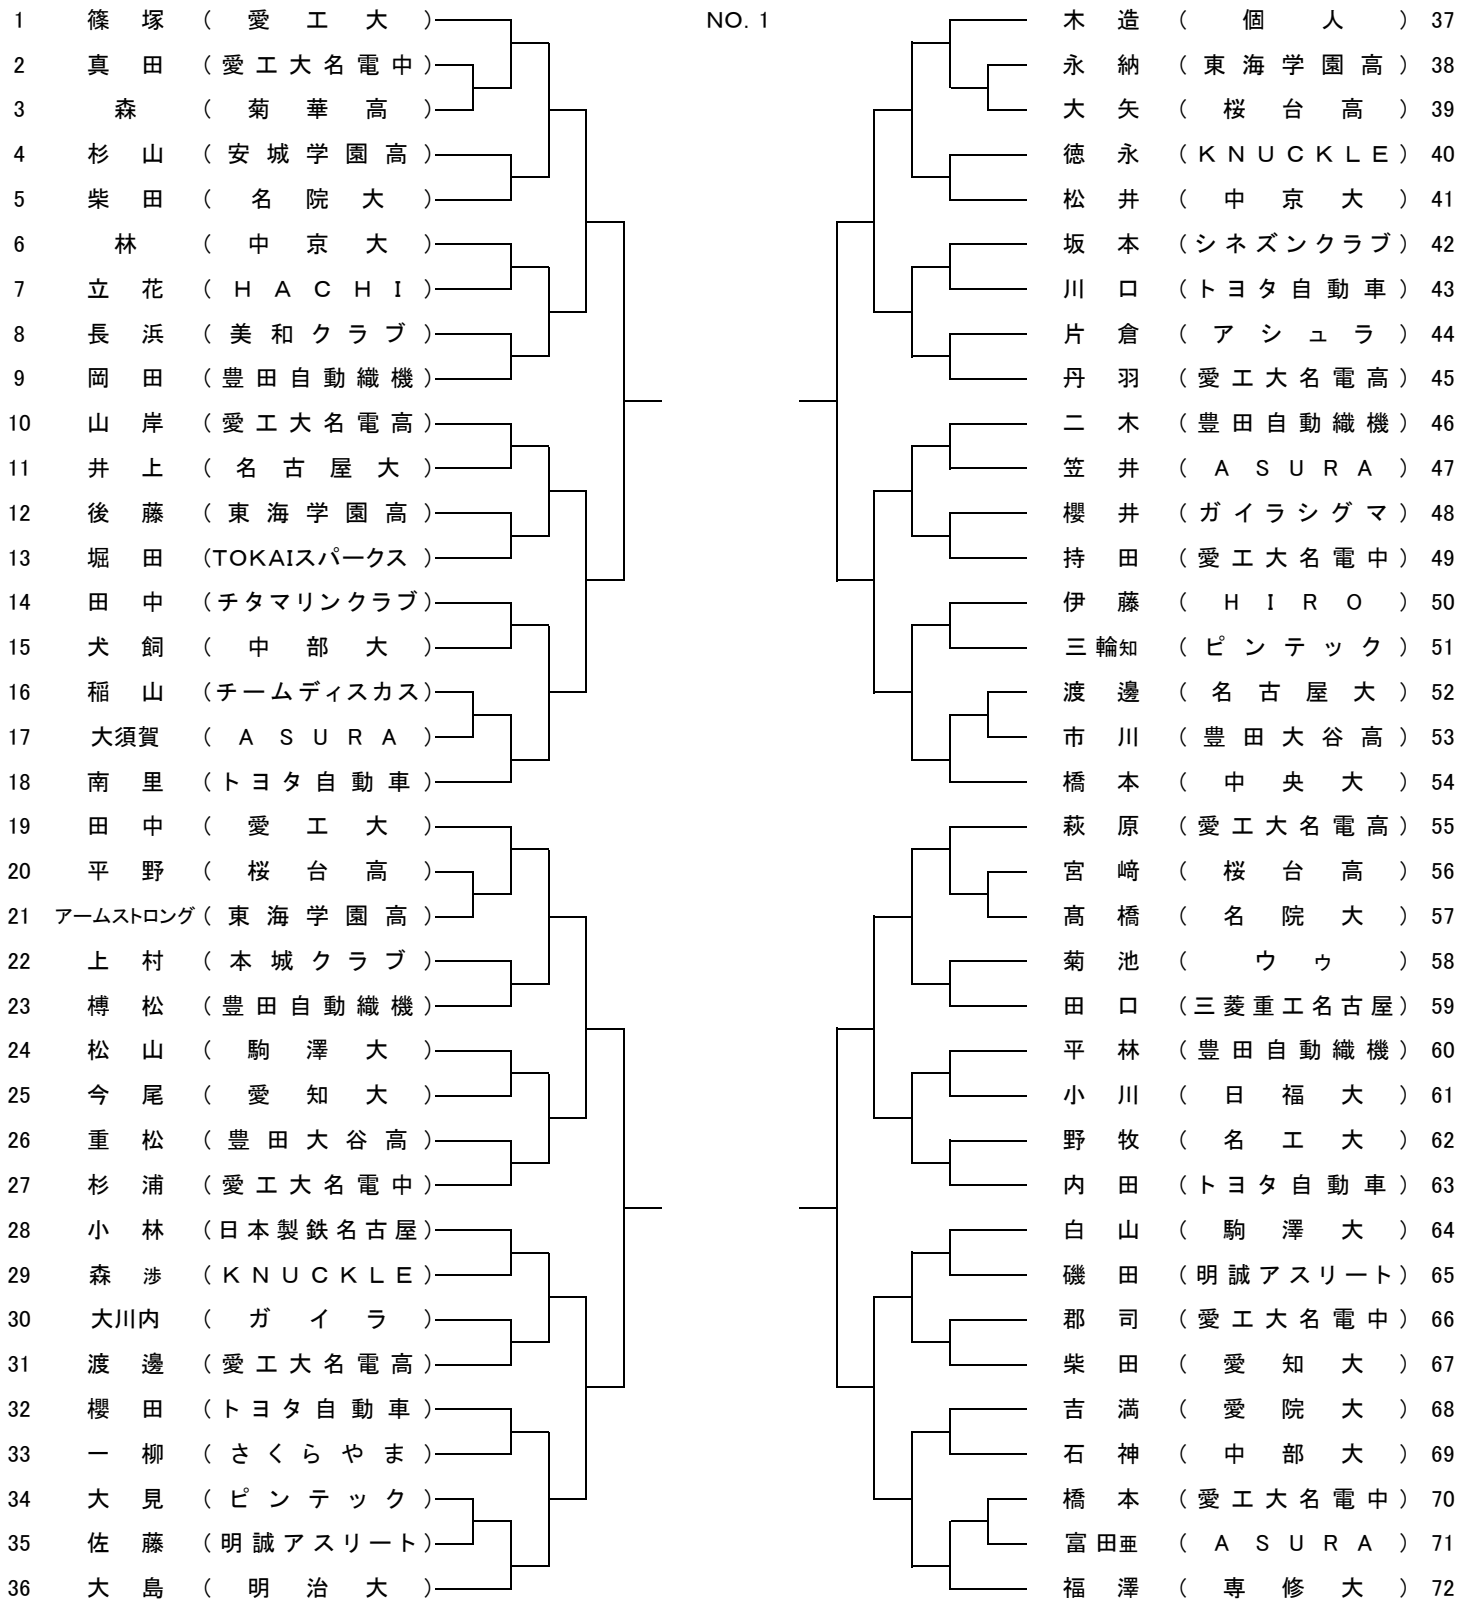 NO. 1
1 篠塚 (愛工大)
2 真田 (愛工大名電中)
3 森 (菊華高)
4 杉山 (安城学園高)
5 柴田 (名院大)
6 林 (中京大)
7 立花 (HACHI)
8 長浜 (美和クラブ)
9 岡田 (豊田自動織機)
10 山岸 (愛工大名電高)
11 井上 (名古屋大)
12 後藤 (東海学園高)
13 堀田 (TOKAIスパークス)
14 田中 (チタマリンクラブ)
15 犬飼 (中部大)
16 稲山 (チームディスカス)
17 大須賀 (ASURA)
18 南里 (トヨタ自動車)
19 田中 (愛工大)
20 平野 (桜台高)
21 アームストロング (東海学園高)
22 上村 (本城クラブ)
23 榑松 (豊田自動織機)
24 松山 (駒澤大)
25 今尾 (愛知大)
26 重松 (豊田大谷高)
27 杉浦 (愛工大名電中)
28 小林 (日本製鉄名古屋)
29 森渉 (KNUCKLE)
30 大川内 (ガイラ)
31 渡邊 (愛工大名電高)
32 櫻田 (トヨタ自動車)
33 一柳 (さくらやま)
34 大見 (ピンテック)
35 佐藤 (明誠アスリート)
36 大島 (明治大)
木造 (個人) 37
永納 (東海学園高) 38
大矢 (桜台高) 39
徳永 (KNUCKLE) 40
松井 (中京大) 41
坂本 (シネズンクラブ) 42
川口 (トヨタ自動車) 43
片倉 (アシュラ) 44
丹羽 (愛工大名電高) 45
二木 (豊田自動織機) 46
笠井 (ASURA) 47
櫻井 (ガイラシグマ) 48
持田 (愛工大名電中) 49
伊藤 (HIRO) 50
三輪知 (ピンテック) 51
渡邊 (名古屋大) 52
市川 (豊田大谷高) 53
橋本 (中央大) 54
萩原 (愛工大名電高) 55
宮﨑 (桜台高) 56
髙橋 (名院大) 57
菊池 (ウゥ) 58
田口 (三菱重工名古屋) 59
平林 (豊田自動織機) 60
小川 (日福大) 61
野牧 (名工大) 62
内田 (トヨタ自動車) 63
白山 (駒澤大) 64
磯田 (明誠アスリート) 65
郡司 (愛工大名電中) 66
柴田 (愛知大) 67
吉満 (愛院大) 68
石神 (中部大) 69
橋本 (愛工大名電中) 70
富田亜 (ASURA) 71
福澤 (専修大) 72